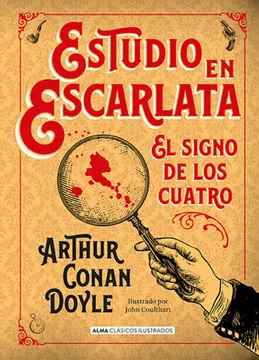 ESTUDIO EN
ESCARLATA
EL SIGNO
DE LOS
CUATRO
ARTHUR
CONAN
DOYLE
Ilustrado por
John Coulthart
ALMA CLÁSICOS ILUSTRADOS